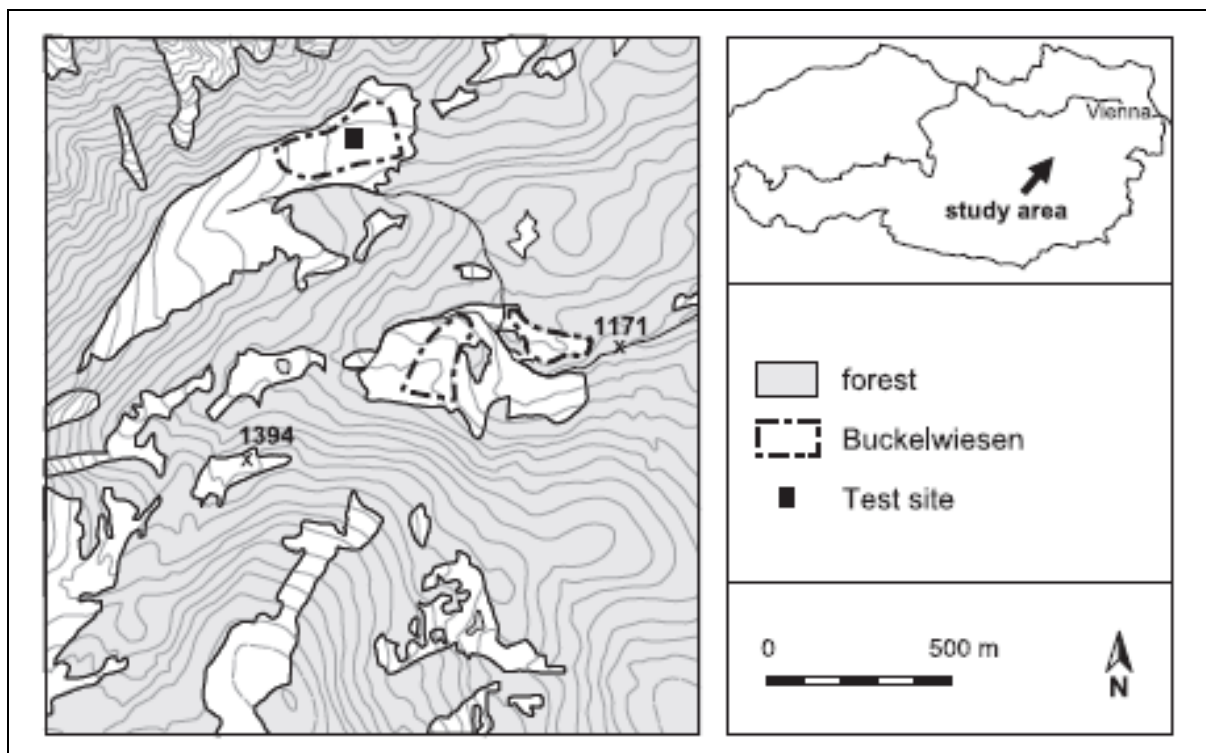 1171
1394
Vienna
study area
forest
Buckelwiesen
Test site
0 500 m
N